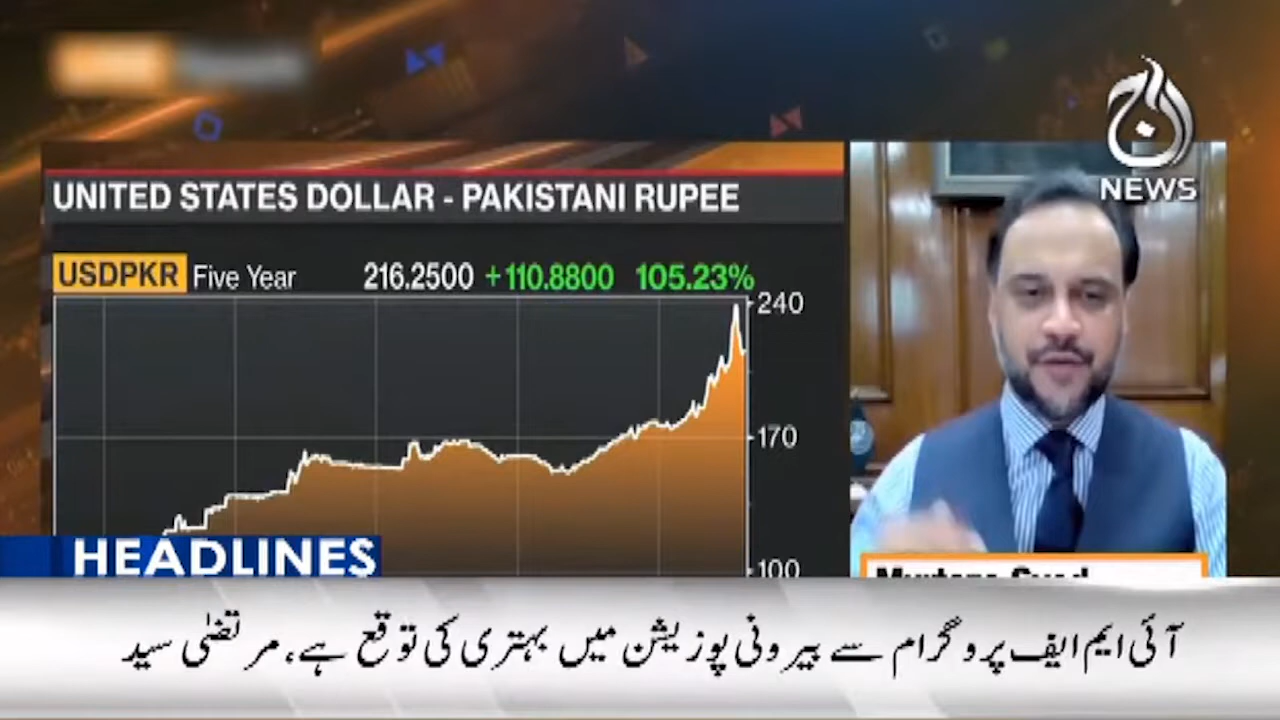 آج
NEWS
UNITED STATES DOLLAR - PAKISTANI RUPEE
USDPKR Five Year 216.2500 +110.8800 105.23%
240
170
100
HEADLINES
آئی ایم ایف پروگرام سے بیرونی پوزیشن میں بہتری کی توقع ہے، مرتضیٰ سید